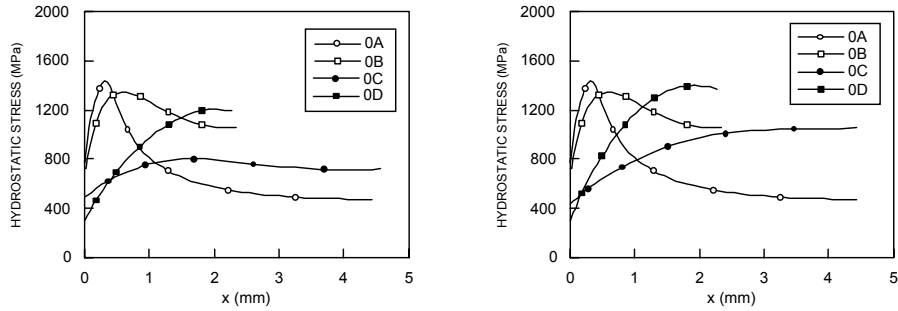 HYDROSTATIC STRESS (MPa)
2000
1600
1200
800
400
0
0 1 2 3 4 5
x (mm)
0A
0B
0C
0D
HYDROSTATIC STRESS (MPa)
2000
1600
1200
800
400
0
0 1 2 3 4 5
x (mm)
0A
0B
0C
0D